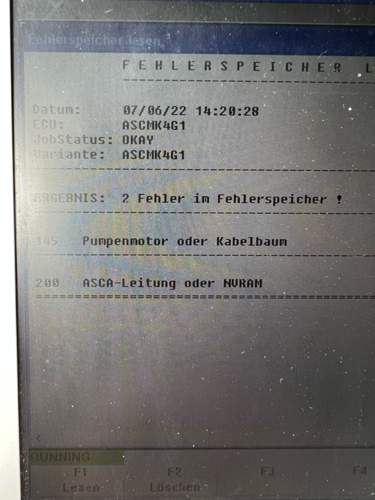 Fehlerspeicher lesen
FEHLERSPEICHER L
Datum: 07/06/22 14:20:28
ECU: ASCMK4G1
JobStatus: OKAY
Variante: ASCMK4G1
ERGEBNIS: 2 Fehler im Fehlerspeicher !
Pumpenmotor oder Kabelbaum
200 ASCA-Leitung oder NVRAM
<
RUNNING
F1 F2 F3 F4
Lesen Löschen